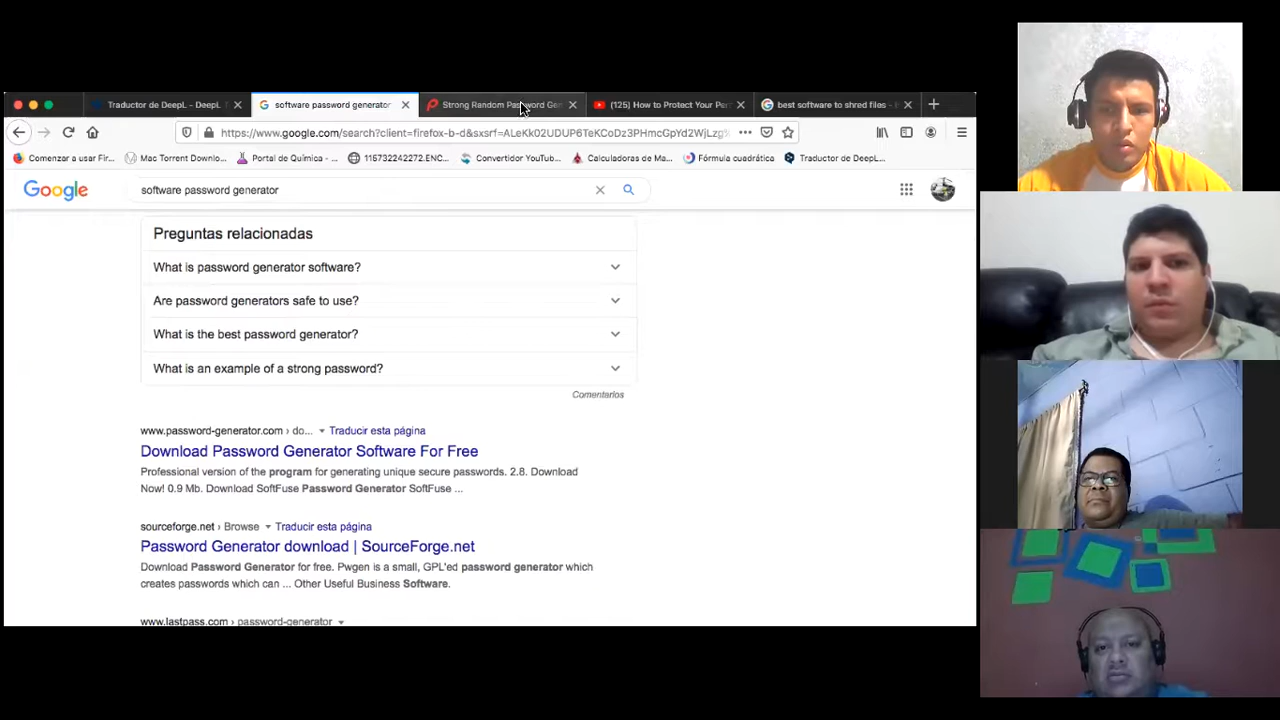 Traductor de DeepL - DeepL
software password generator
Strong Random Password Gen
(125) How to Protect Your Per
best software to shred files -
https://www.google.com/search?client=firefox-b-d&sxsrf=ALeKk02UDUP6TeKCoDz3PHmcGpYd2WjLzg
Comenzar a usar Fir...
Mac Torrent Downlo...
Portal de Química - ...
116732242272.ENC...
Convertidor YouTub...
Calculadoras de Ma...
Fórmula cuadrática
Traductor de DeepL...
Google
software password generator
Preguntas relacionadas
What is password generator software?
Are password generators safe to use?
What is the best password generator?
What is an example of a strong password?
Comentarios
www.password-generator.com › do... Traducir esta página
Download Password Generator Software For Free
Professional version of the program for generating unique secure passwords. 2.8. Download
Now! 0.9 Mb. Download SoftFuse Password Generator SoftFuse ...
sourceforge.net › Browse Traducir esta página
Password Generator download | SourceForge.net
Download Password Generator for free. Pwgen is a small, GPL'ed password generator which
creates passwords which can ... Other Useful Business Software.
www.lastpass.com › password-generator